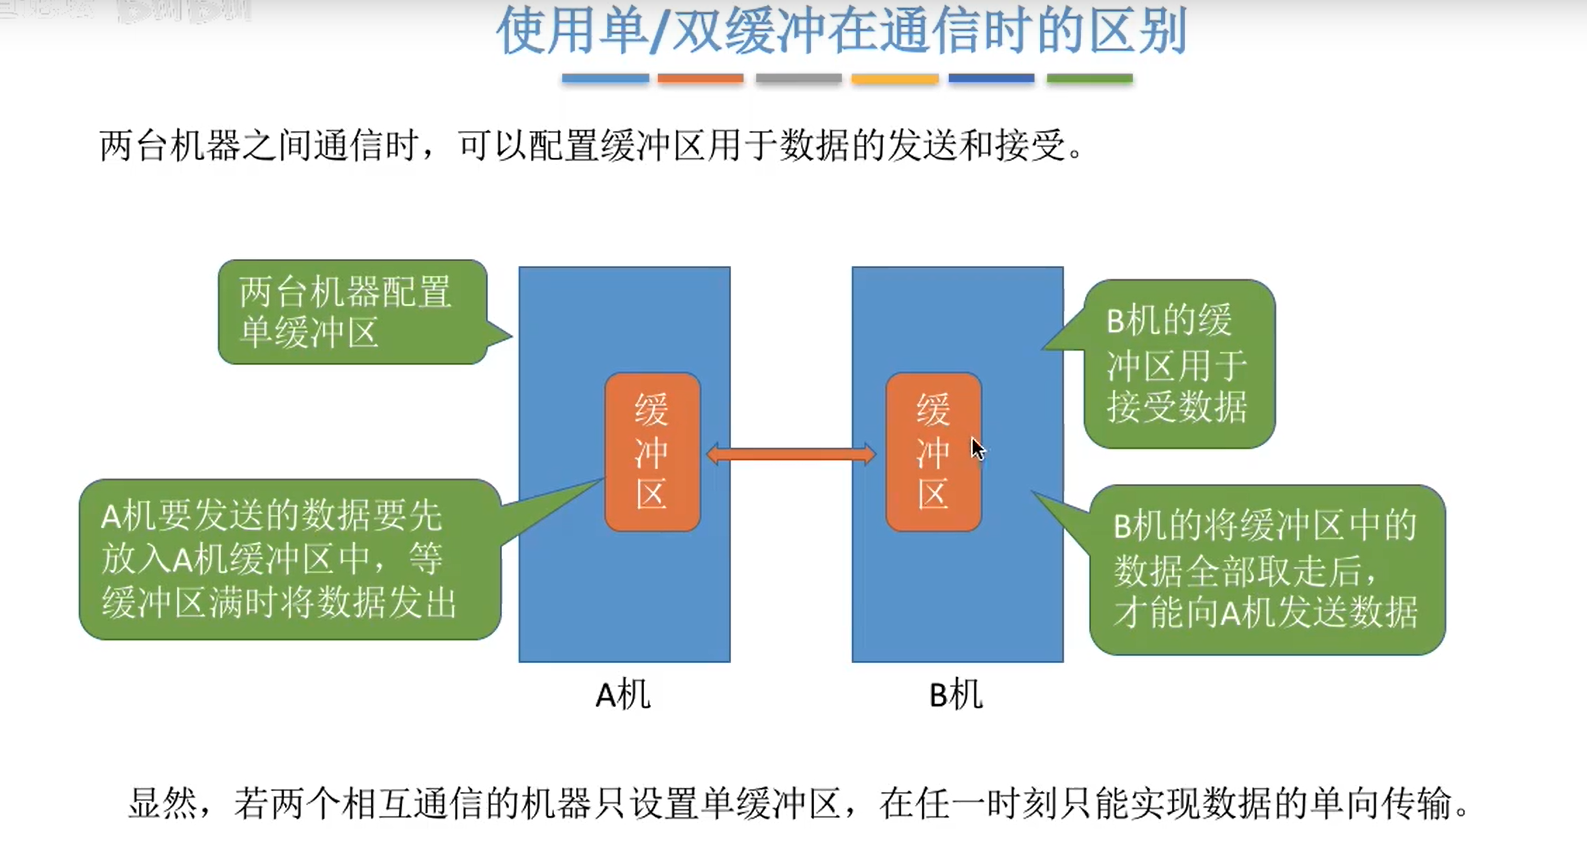 使用单/双缓冲在通信时的区别
两台机器之间通信时，可以配置缓冲区用于数据的发送和接受。
两台机器配置
单缓冲区
B机的缓
冲区用于
接受数据
缓
冲
区
缓
冲
区
A机要发送的数据要先
放入A机缓冲区中，等
缓冲区满时将数据发出
B机的将缓冲区中的
数据全部取走后，
才能向A机发送数据
A机
B机
显然，若两个相互通信的机器只设置单缓冲区，在任一时刻只能实现数据的单向传输。